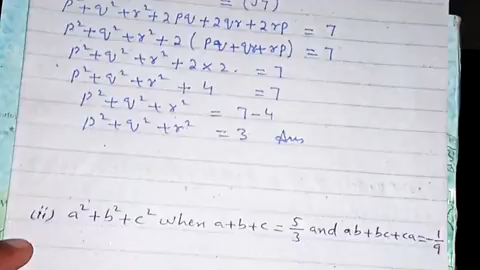 = (√7)
p²+q²+r²+2pq+2qr+2rp = 7
p²+q²+r²+2(pq+qr+rp) = 7
p²+q²+r²+2×2. = 7
p²+q²+r² + 4 = 7
p²+q²+r² = 7-4
p²+q²+r² = 3 Ans
(ii) a²+b²+c² when a+b+c = 5/3 and ab+bc+ca=-1/9